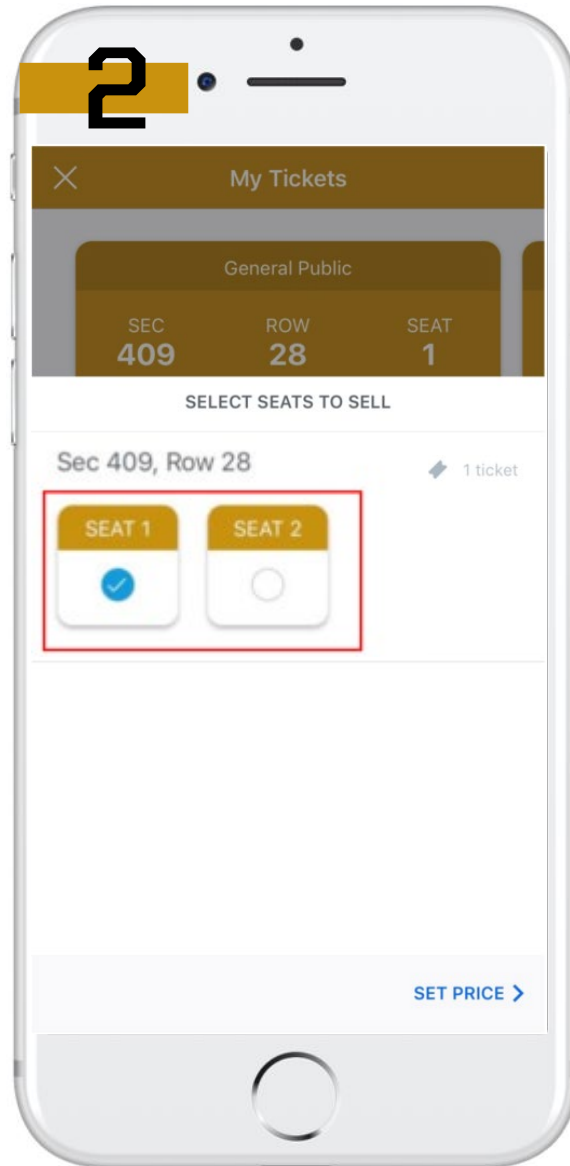 2
My Tickets
General Public
SEC ROW SEAT
409 28 1
SELECT SEATS TO SELL
Sec 409, Row 28 1 ticket
SEAT 1 SEAT 2
SET PRICE